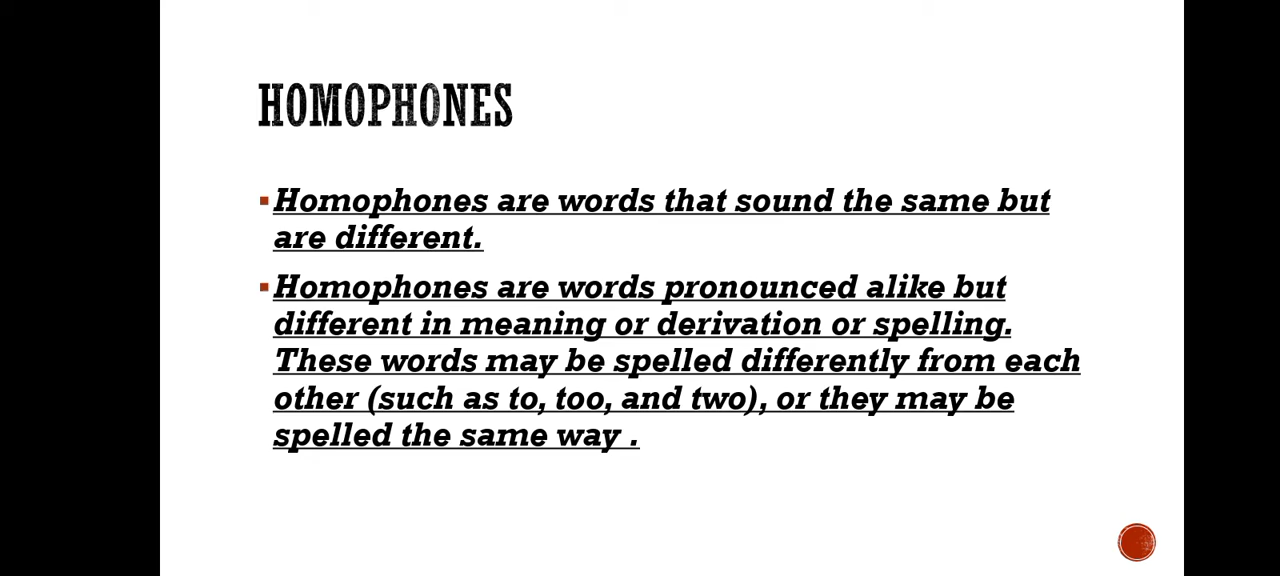 HOMOPHONES
Homophones are words that sound the same but
are different.
Homophones are words pronounced alike but
different in meaning or derivation or spelling.
These words may be spelled differently from each
other (such as to, too, and two), or they may be
spelled the same way .